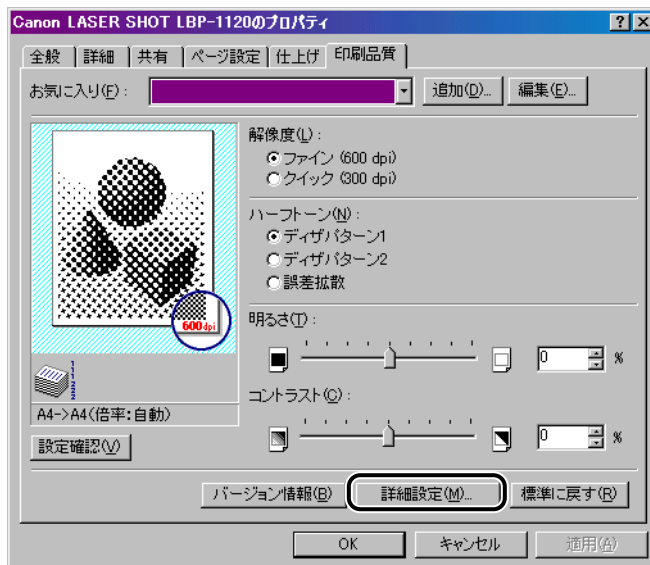 Canon LASER SHOT LBP-1120のプロパティ
全般 詳細 共有 ページ設定 仕上げ 印刷品質
お気に入り(F): 追加(D)... 編集(E)...
解像度(L):
ファイン (600 dpi)
クイック (300 dpi)
ハーフトーン(N):
ディザパターン1
ディザパターン2
誤差拡散
600dpi
明るさ(T):
0 %
A4->A4(倍率:自動)
設定確認(V)
コントラスト(C):
0 %
バージョン情報(B) 詳細設定(M)... 標準に戻す(R)
OK キャンセル 適用(A)